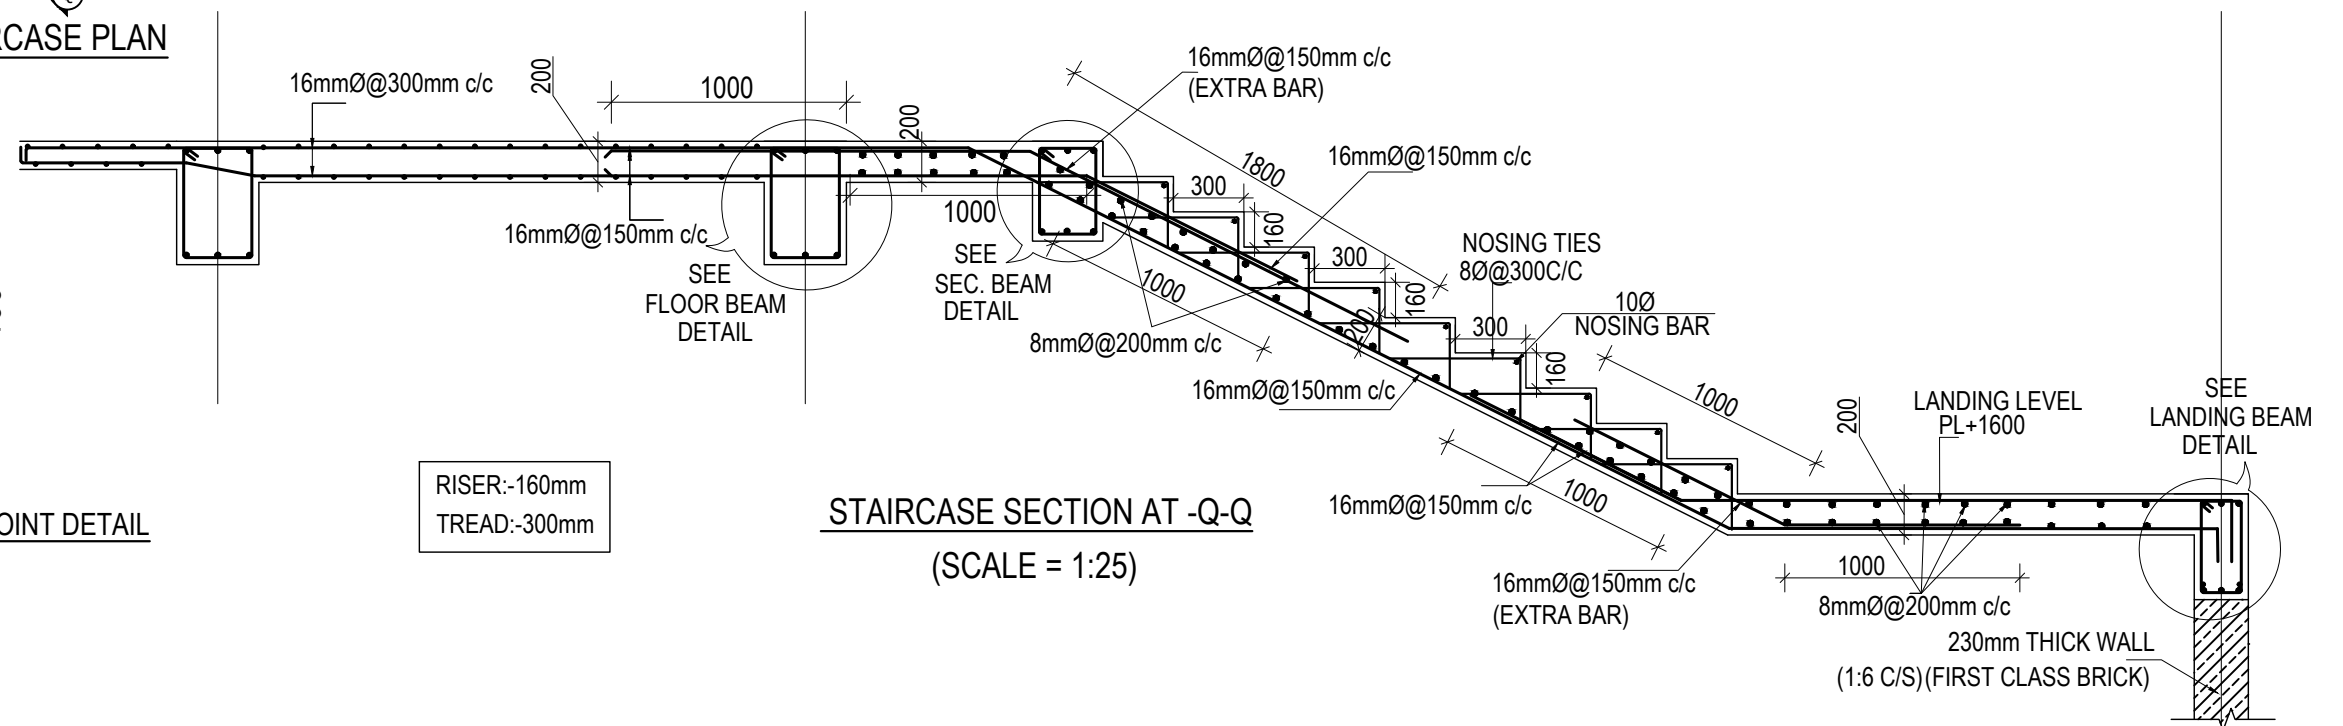 RCASE PLAN
16mmØ@300mm c/c
200
1000
200
16mmØ@150mm c/c
(EXTRA BAR)
1800
16mmØ@150mm c/c
300
160
1000
16mmØ@150mm c/c
SEE
FLOOR BEAM
DETAIL
SEE
SEC. BEAM
DETAIL
1000
8mmØ@200mm c/c
300
160
NOSING TIES
8Ø@300C/C
200
300
160
10Ø
NOSING BAR
16mmØ@150mm c/c
1000
200
LANDING LEVEL
PL+1600
SEE
LANDING BEAM
DETAIL
RISER:-160mm
TREAD:-300mm
OINT DETAIL
STAIRCASE SECTION AT -Q-Q
(SCALE = 1:25)
16mmØ@150mm c/c
1000
16mmØ@150mm c/c
(EXTRA BAR)
1000
8mmØ@200mm c/c
230mm THICK WALL
(1:6 C/S)(FIRST CLASS BRICK)